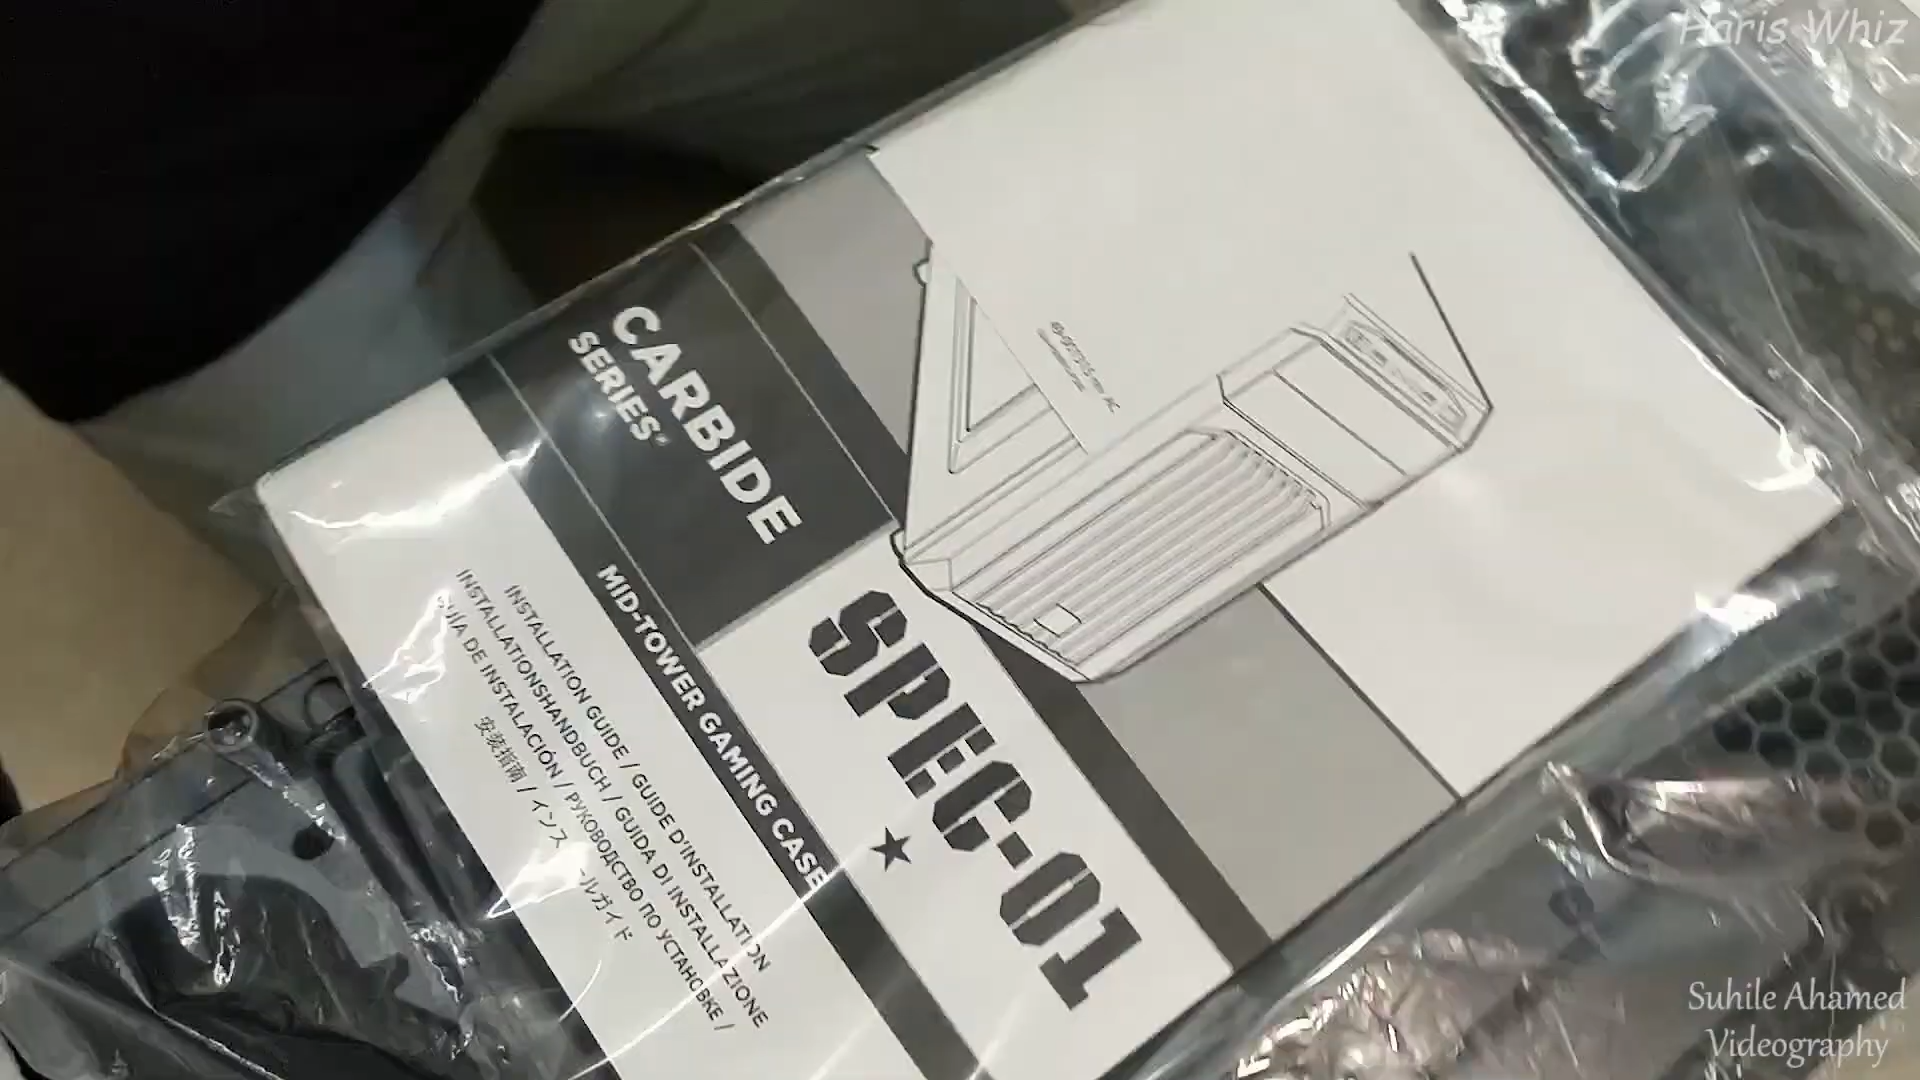 Haris Whiz
CARBIDE
SERIES®
SPEC-01
MID-TOWER GAMING CASE
INSTALLATION GUIDE / GUIDE D'INSTALLATION
INSTALLATIONSHANDBUCH / GUIDA DI INSTALLAZIONE
GUÍA DE INSTALACIÓN / РУКОВОДСТВО ПО УСТАНОВКЕ /
安装指南 / インス ールガイド
Suhile Ahamed
Videography